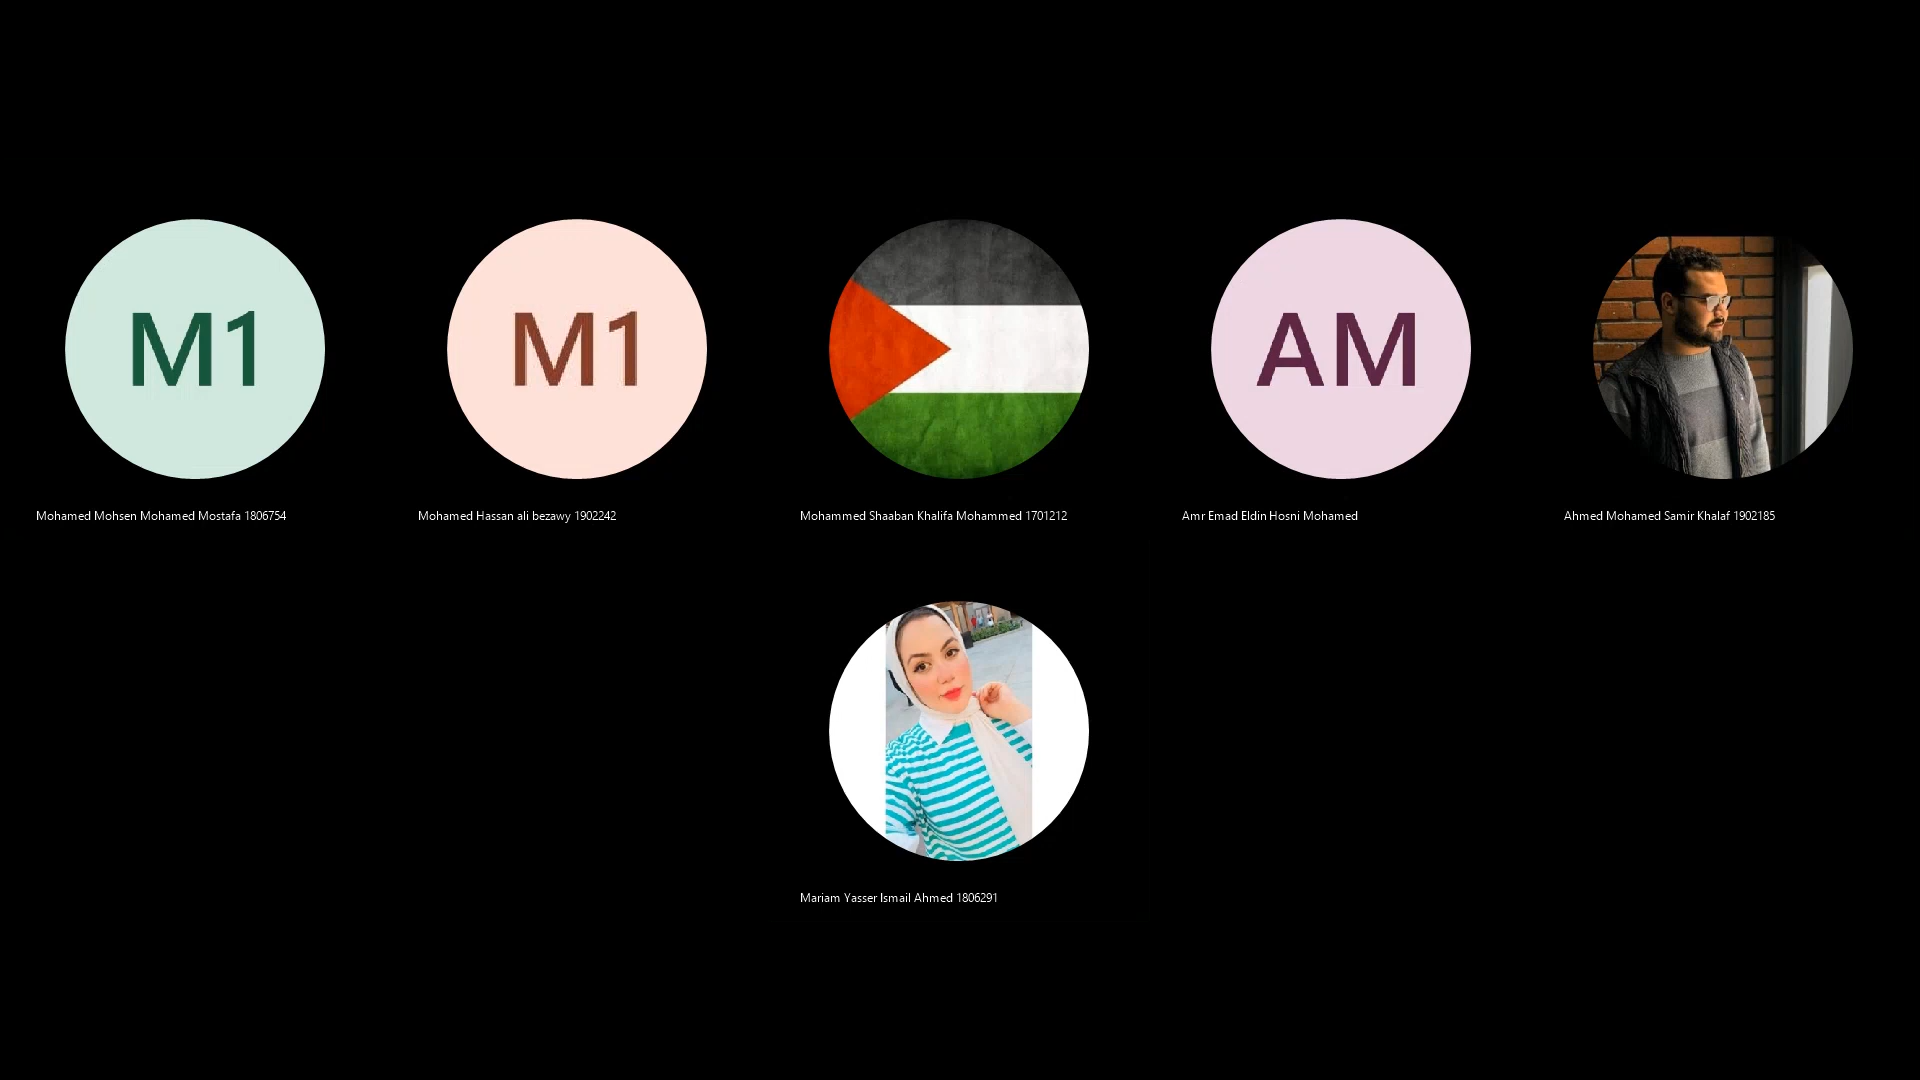 M1
M1
AM
Mohamed Mohsen Mohamed Mostafa 1806754
Mohamed Hassan ali bezawy 1902242
Mohammed Shaaban Khalifa Mohammed 1701212
Amr Emad Eldin Hosni Mohamed
Ahmed Mohamed Samir Khalaf 1902185
Mariam Yasser Ismail Ahmed 1806291